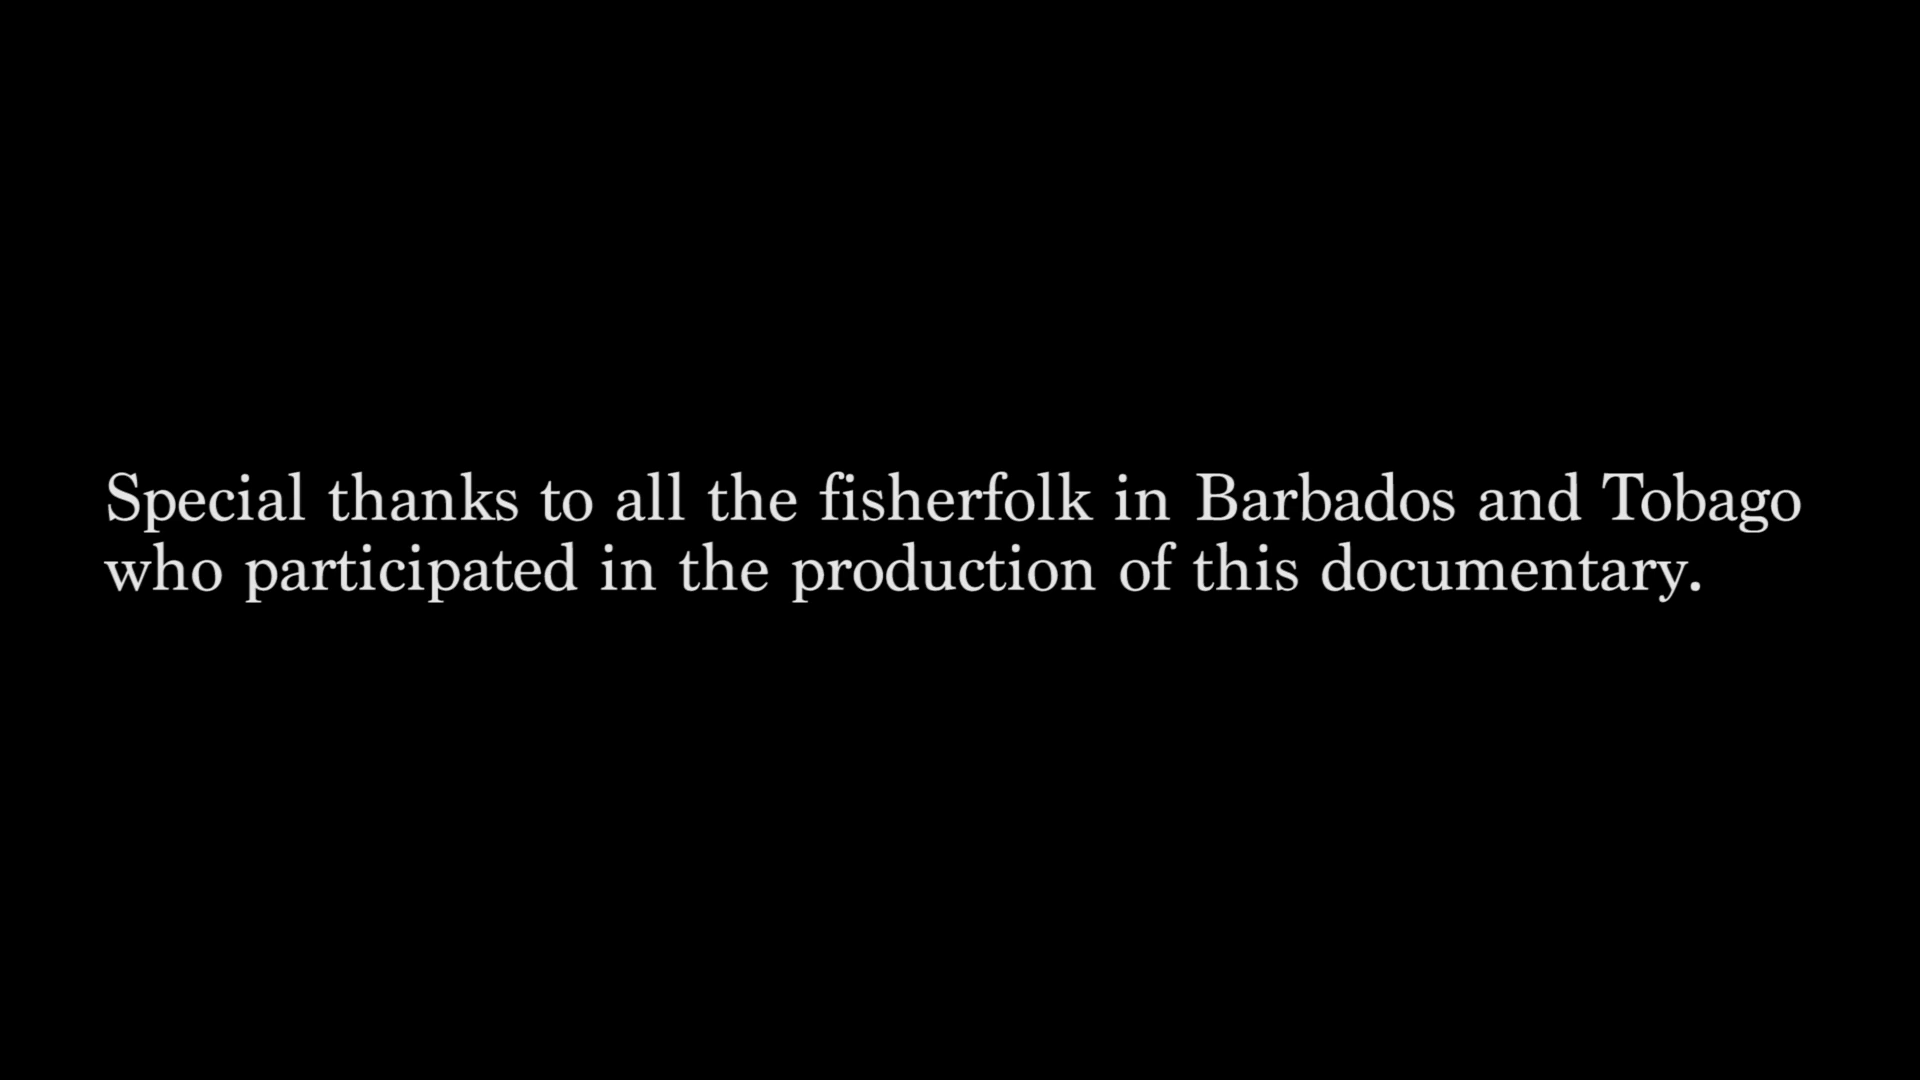 Special thanks to all the fisherfolk in Barbados and Tobago
who participated in the production of this documentary.